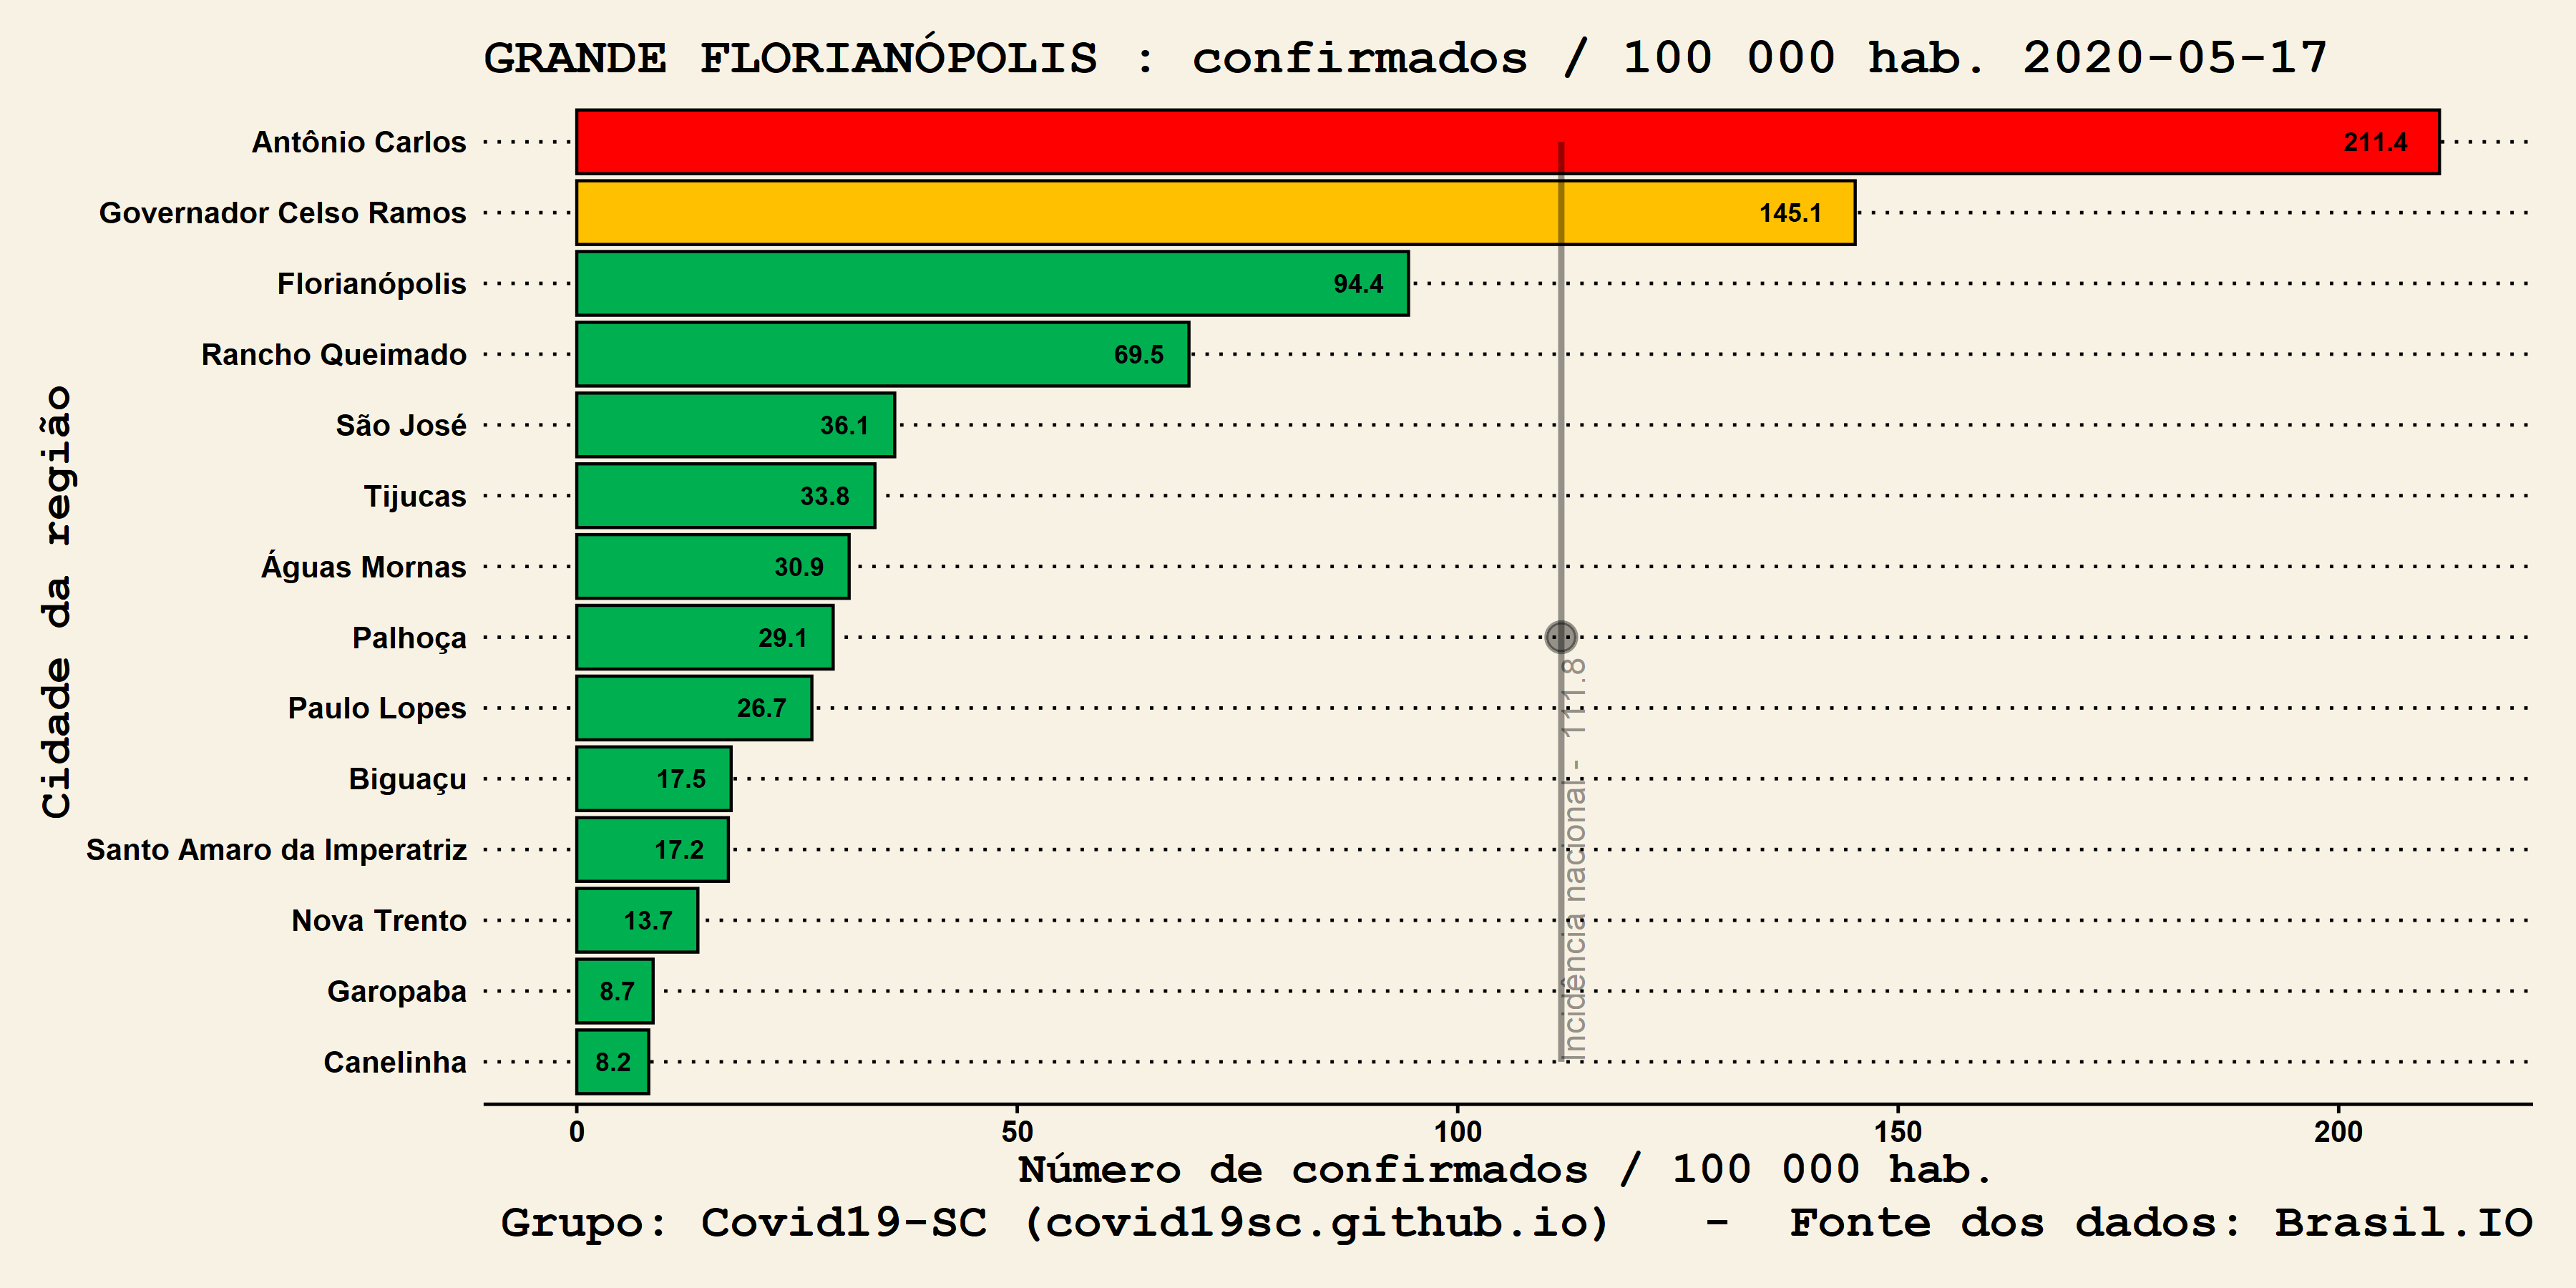 GRANDE FLORIANÓPOLIS : confirmados / 100 000 hab. 2020-05-17
Cidade da região
Antônio Carlos 211.4
Governador Celso Ramos 145.1
Florianópolis 94.4
Rancho Queimado 69.5
São José 36.1
Tijucas 33.8
Águas Mornas 30.9
Palhoça 29.1
Paulo Lopes 26.7
Biguaçu 17.5
Santo Amaro da Imperatriz 17.2
Nova Trento 13.7
Garopaba 8.7
Canelinha 8.2
Incidência nacional - 111.8
0 50 100 150 200
Número de confirmados / 100 000 hab.
Grupo: Covid19-SC (covid19sc.github.io) - Fonte dos dados: Brasil.IO